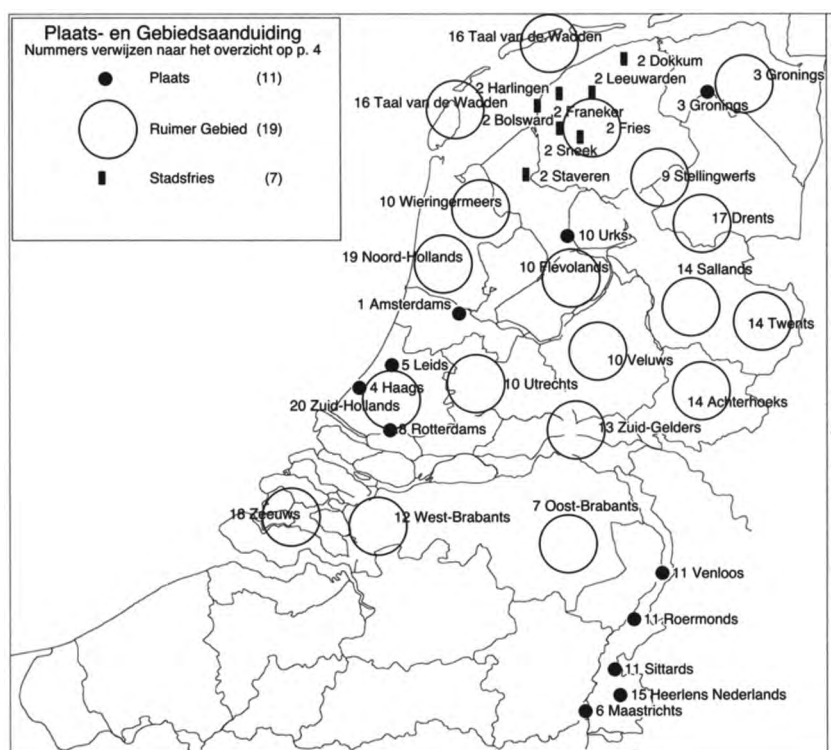 Plaats- en Gebiedsaanduiding
Nummers verwijzen naar het overzicht op p. 4
Plaats (11)
Ruimer Gebied (19)
Stadsfries (7)
16 Taal van de Wadden
2 Dokkum
2 Leeuwarden
3 Gronings
2 Harlingen
3 Gronings
16 Taal van de Wadden
2 Franeker
2 Bolsward
2 Fries
2 Sneek
2 Staveren
9 Stellingwerfs
10 Wieringermeers
17 Drents
10 Urks
19 Noord-Hollands
10 Flevolands
14 Sallands
1 Amsterdams
14 Twents
10 Veluws
5 Leids
4 Haags
10 Utrechts
14 Achterhoeks
20 Zuid-Hollands
8 Rotterdams
13 Zuid-Gelders
18 Zeeuws
12 West-Brabants
7 Oost-Brabants
11 Venloos
11 Roermonds
11 Sittards
15 Heerlens Nederlands
6 Maastrichts